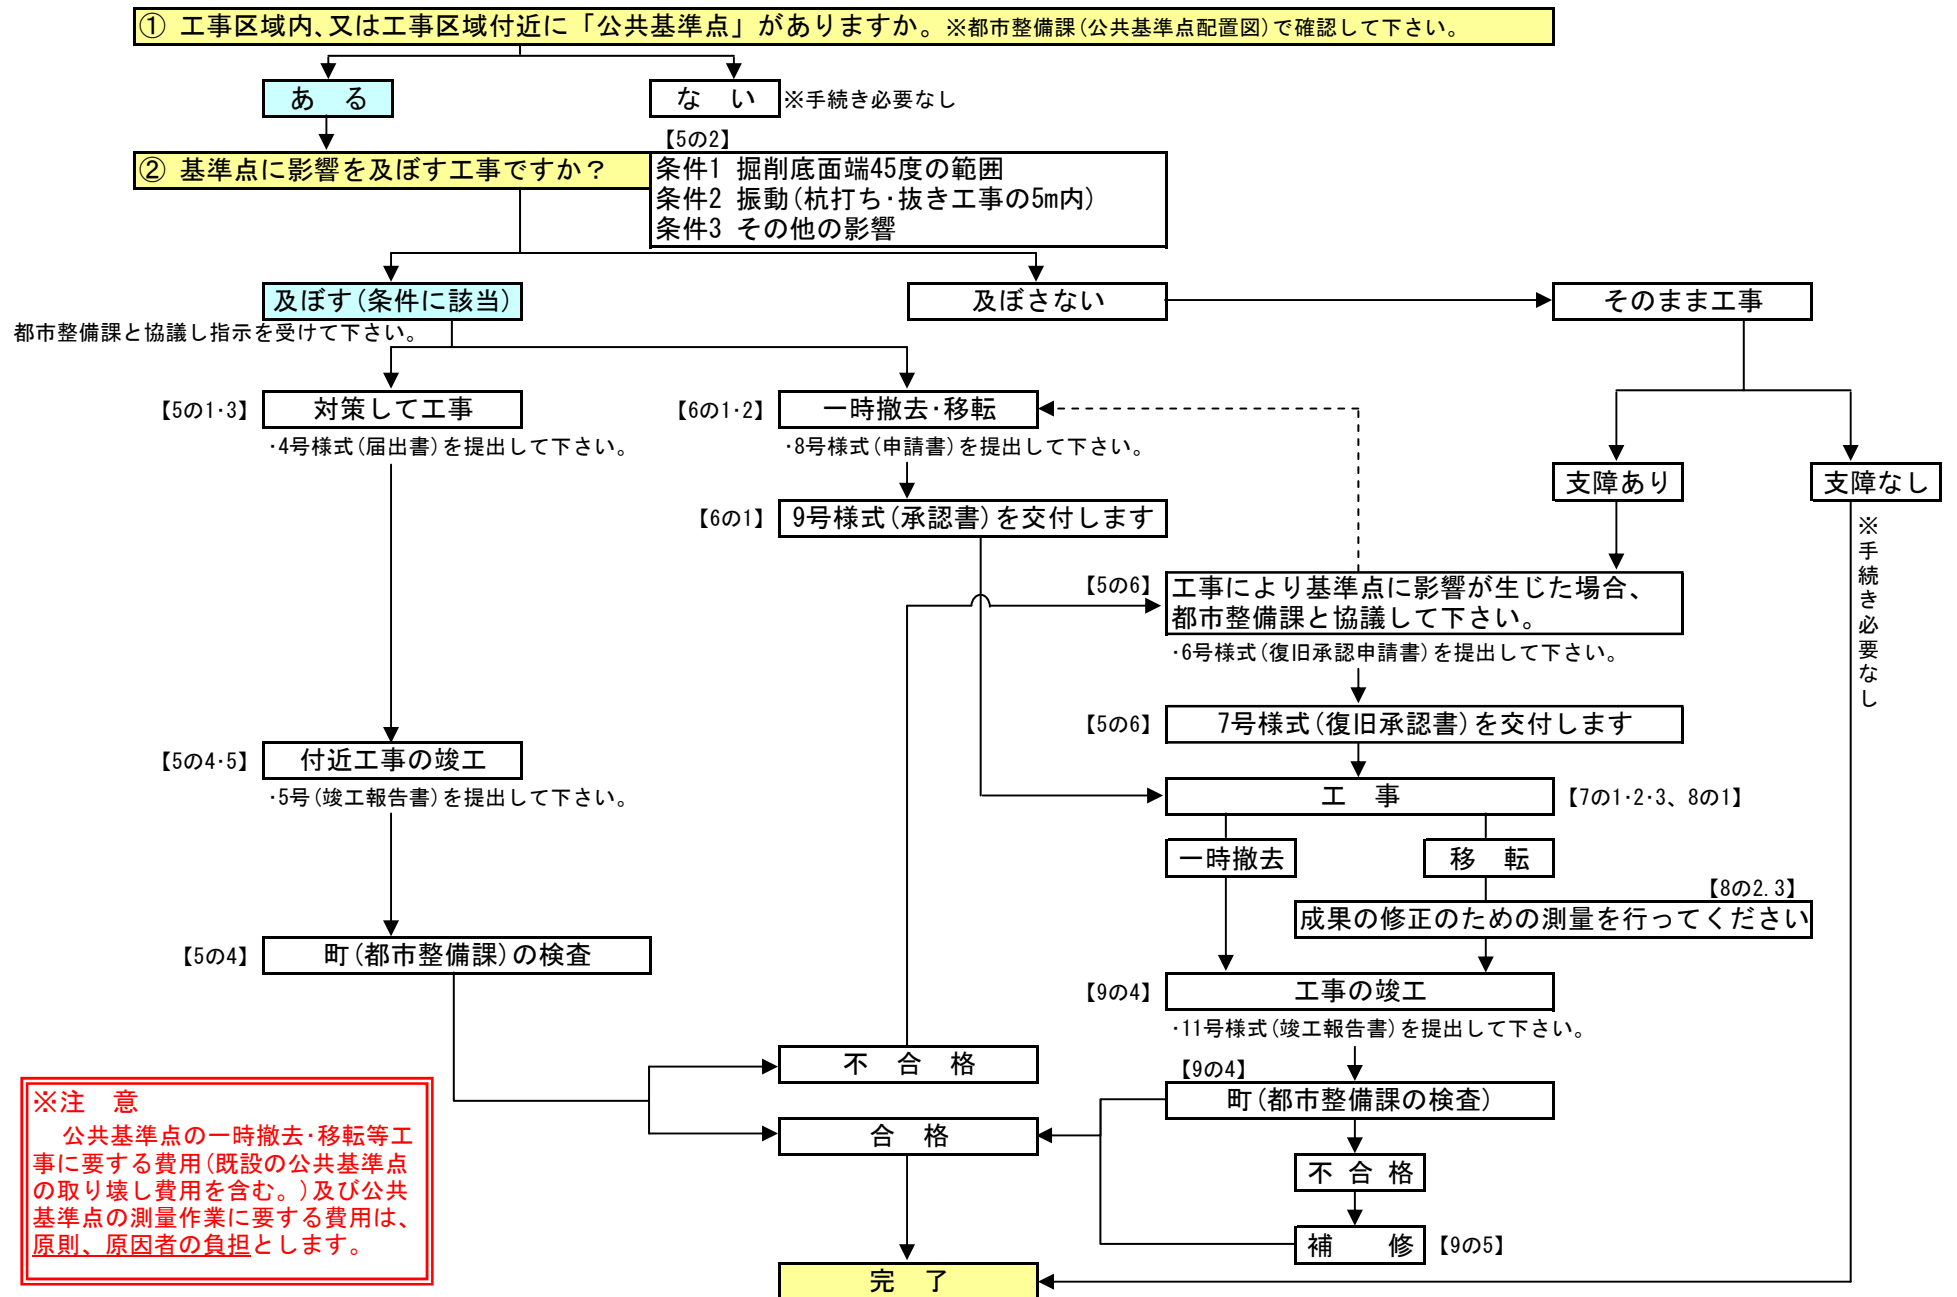 ① 工事区域内、又は工事区域付近に「公共基準点」がありますか。※都市整備課(公共基準点配置図)で確認して下さい。
ある
ない ※手続き必要なし
【5の2】
② 基準点に影響を及ぼす工事ですか?
条件1 掘削底面端45度の範囲
条件2 振動(杭打ち・抜き工事の5m内)
条件3 その他の影響
及ぼす(条件に該当)
及ぼさない
そのまま工事
都市整備課と協議し指示を受けて下さい。
【5の1・3】 対策して工事
・4号様式(届出書)を提出して下さい。
【6の1・2】 一時撤去・移転
・8号様式(申請書)を提出して下さい。
支障あり
支障なし
※手続き必要なし
【6の1】 9号様式(承認書)を交付します
【5の6】 工事により基準点に影響が生じた場合、
都市整備課と協議して下さい。
・6号様式(復旧承認申請書)を提出して下さい。
【5の6】 7号様式(復旧承認書)を交付します
【5の4・5】 付近工事の竣工
・5号(竣工報告書)を提出して下さい。
工 事 【7の1・2・3、8の1】
一時撤去
移 転
【8の2.3】
成果の修正のための測量を行ってください
【5の4】 町(都市整備課)の検査
【9の4】 工事の竣工
・11号様式(竣工報告書)を提出して下さい。
不 合 格
【9の4】
町(都市整備課の検査)
合 格
不 合 格
補 修 【9の5】
完 了
※注 意
公共基準点の一時撤去・移転等工
事に要する費用(既設の公共基準点
の取り壊し費用を含む。)及び公共
基準点の測量作業に要する費用は、
原則、原因者の負担とします。